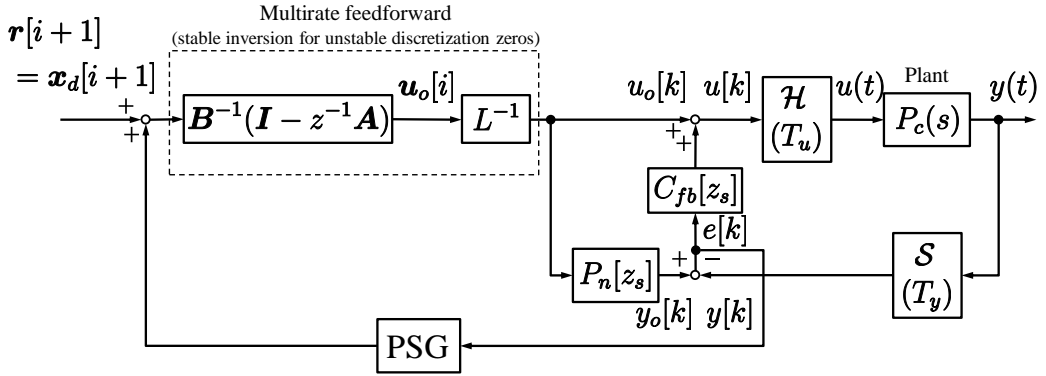 Multirate feedforward
(stable inversion for unstable discretization zeros)
r[i + 1]
= x_d[i + 1]
+
+
B⁻¹(I − z⁻¹A)
u_o[i]
L⁻¹
u_o[k]
u[k]
+
+
H
(T_u)
u(t)
Plant
P_c(s)
y(t)
C_fb[z_s]
e[k]
P_n[z_s]
+
−
y_o[k]
y[k]
S
(T_y)
PSG